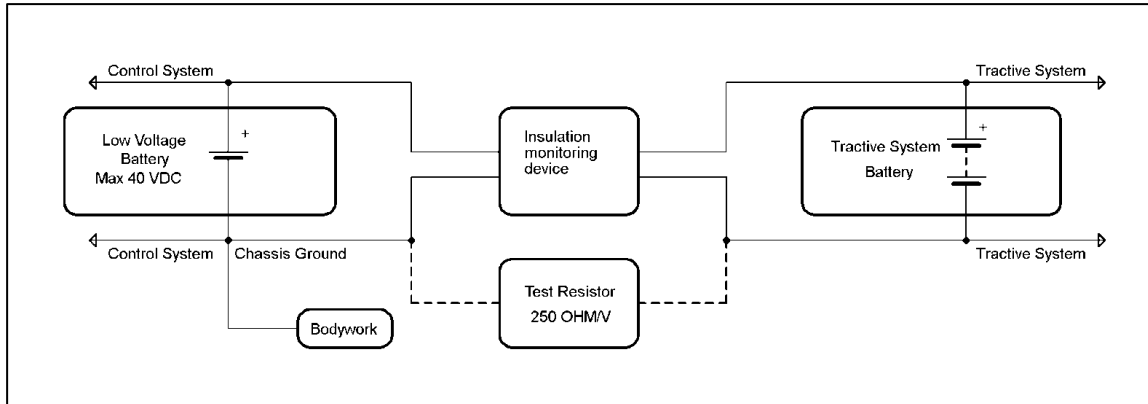 Control System
Tractive System
Low Voltage
Battery
Max 40 VDC
+
Insulation
monitoring
device
Tractive System
Battery
+
Control System
Chassis Ground
Tractive System
Test Resistor
250 OHM/V
Bodywork